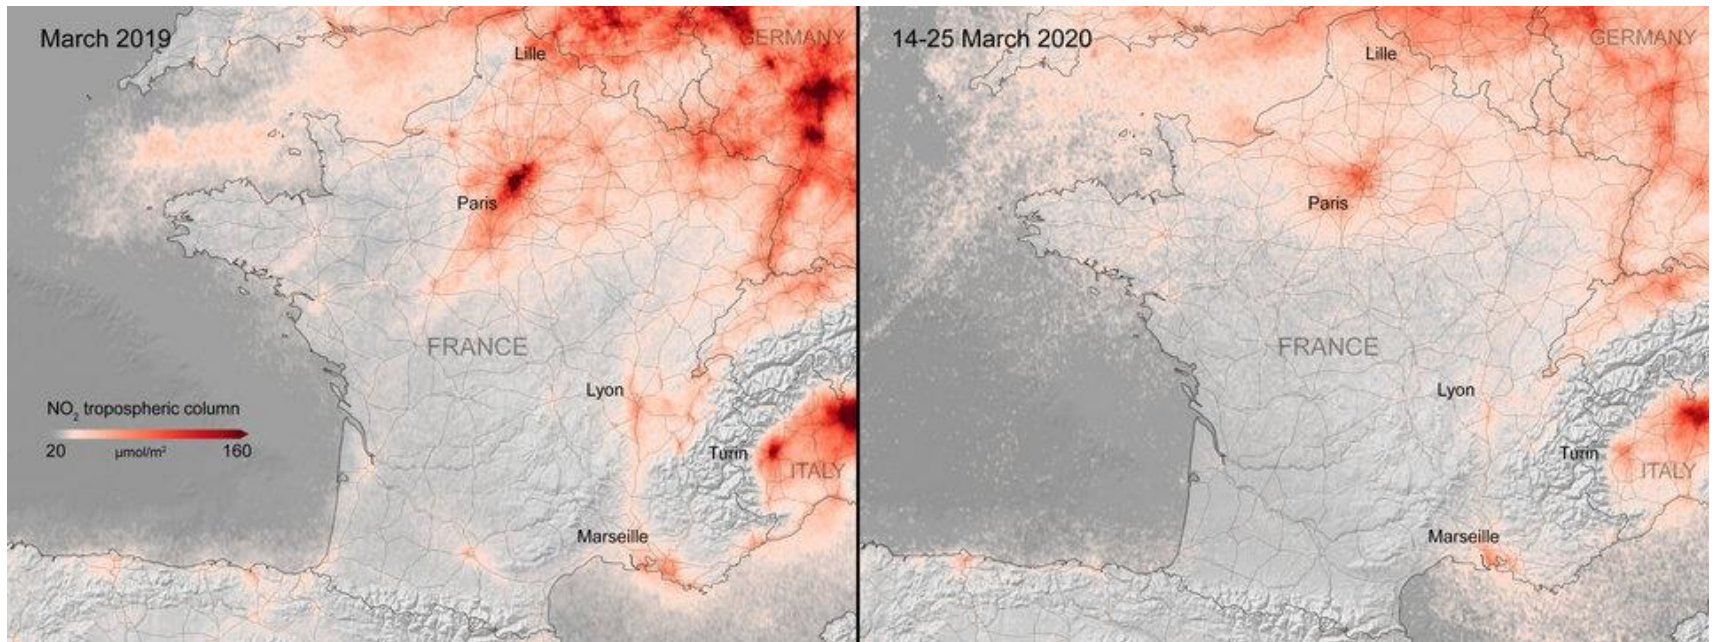 March 2019
GERMANY
Lille
Paris
FRANCE
Lyon
NO₂ tropospheric column
20 µmol/m² 160
Turin
ITALY
Marseille
14-25 March 2020
GERMANY
Lille
Paris
FRANCE
Lyon
Turin
ITALY
Marseille